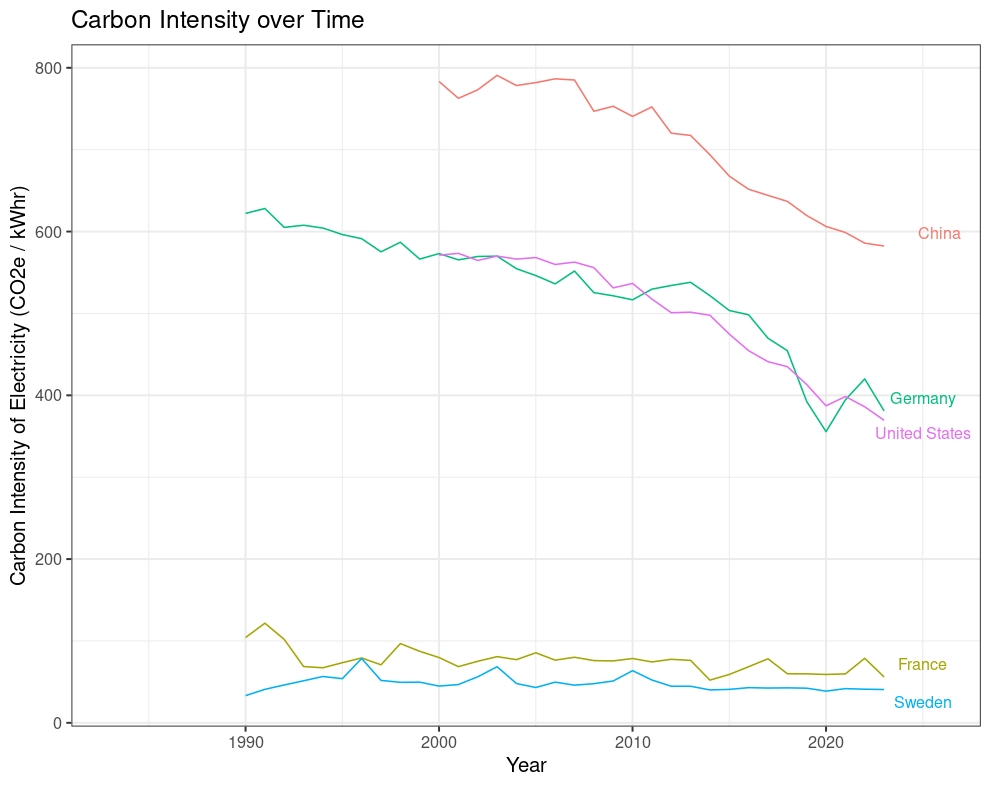 Carbon Intensity over Time
Carbon Intensity of Electricity (CO2e / kWhr)
800
600
400
200
0
China
Germany
United States
France
Sweden
1990
2000
2010
2020
Year